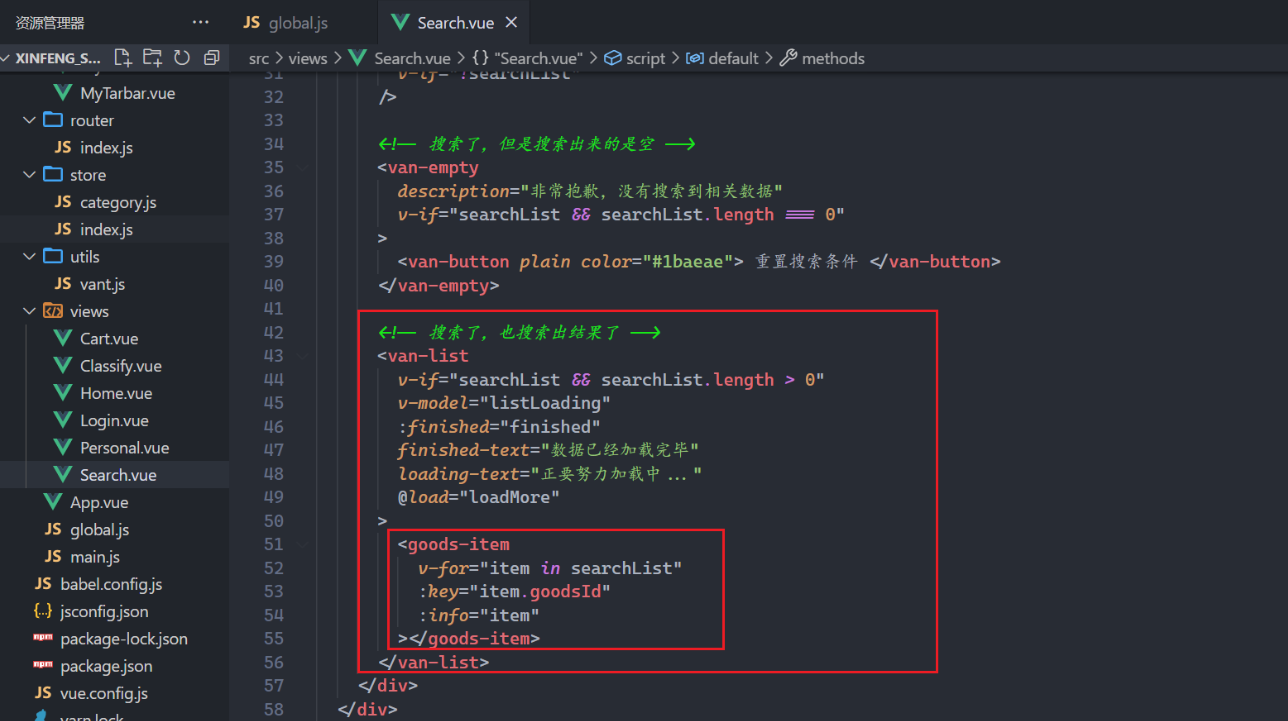 资源管理器 ··· JS global.js Search.vue ×
XINFENG_S... src > views > Search.vue > {} "Search.vue" > script > default > methods
MyTarbar.vue
router
JS index.js
store
JS category.js
JS index.js
utils
JS vant.js
views
Cart.vue
Classify.vue
Home.vue
Login.vue
Personal.vue
Search.vue
App.vue
JS global.js
JS main.js
JS babel.config.js
{..} jsconfig.json
npm package-lock.json
npm package.json
JS vue.config.js
yarn.lock
31 v-if="!searchList"
32 />
33
34 <!-- 搜索了，但是搜索出来的是空 -->
35 <van-empty
36 description="非常抱歉，没有搜索到相关数据"
37 v-if="searchList && searchList.length === 0"
38 >
39 <van-button plain color="#1baeae"> 重置搜索条件 </van-button>
40 </van-empty>
41
42 <!-- 搜索了，也搜索出结果了 -->
43 <van-list
44 v-if="searchList && searchList.length > 0"
45 v-model="listLoading"
46 :finished="finished"
47 finished-text="数据已经加载完毕"
48 loading-text="正要努力加载中..."
49 @load="loadMore"
50 >
51 <goods-item
52 v-for="item in searchList"
53 :key="item.goodsId"
54 :info="item"
55 ></goods-item>
56 </van-list>
57 </div>
58 </div>